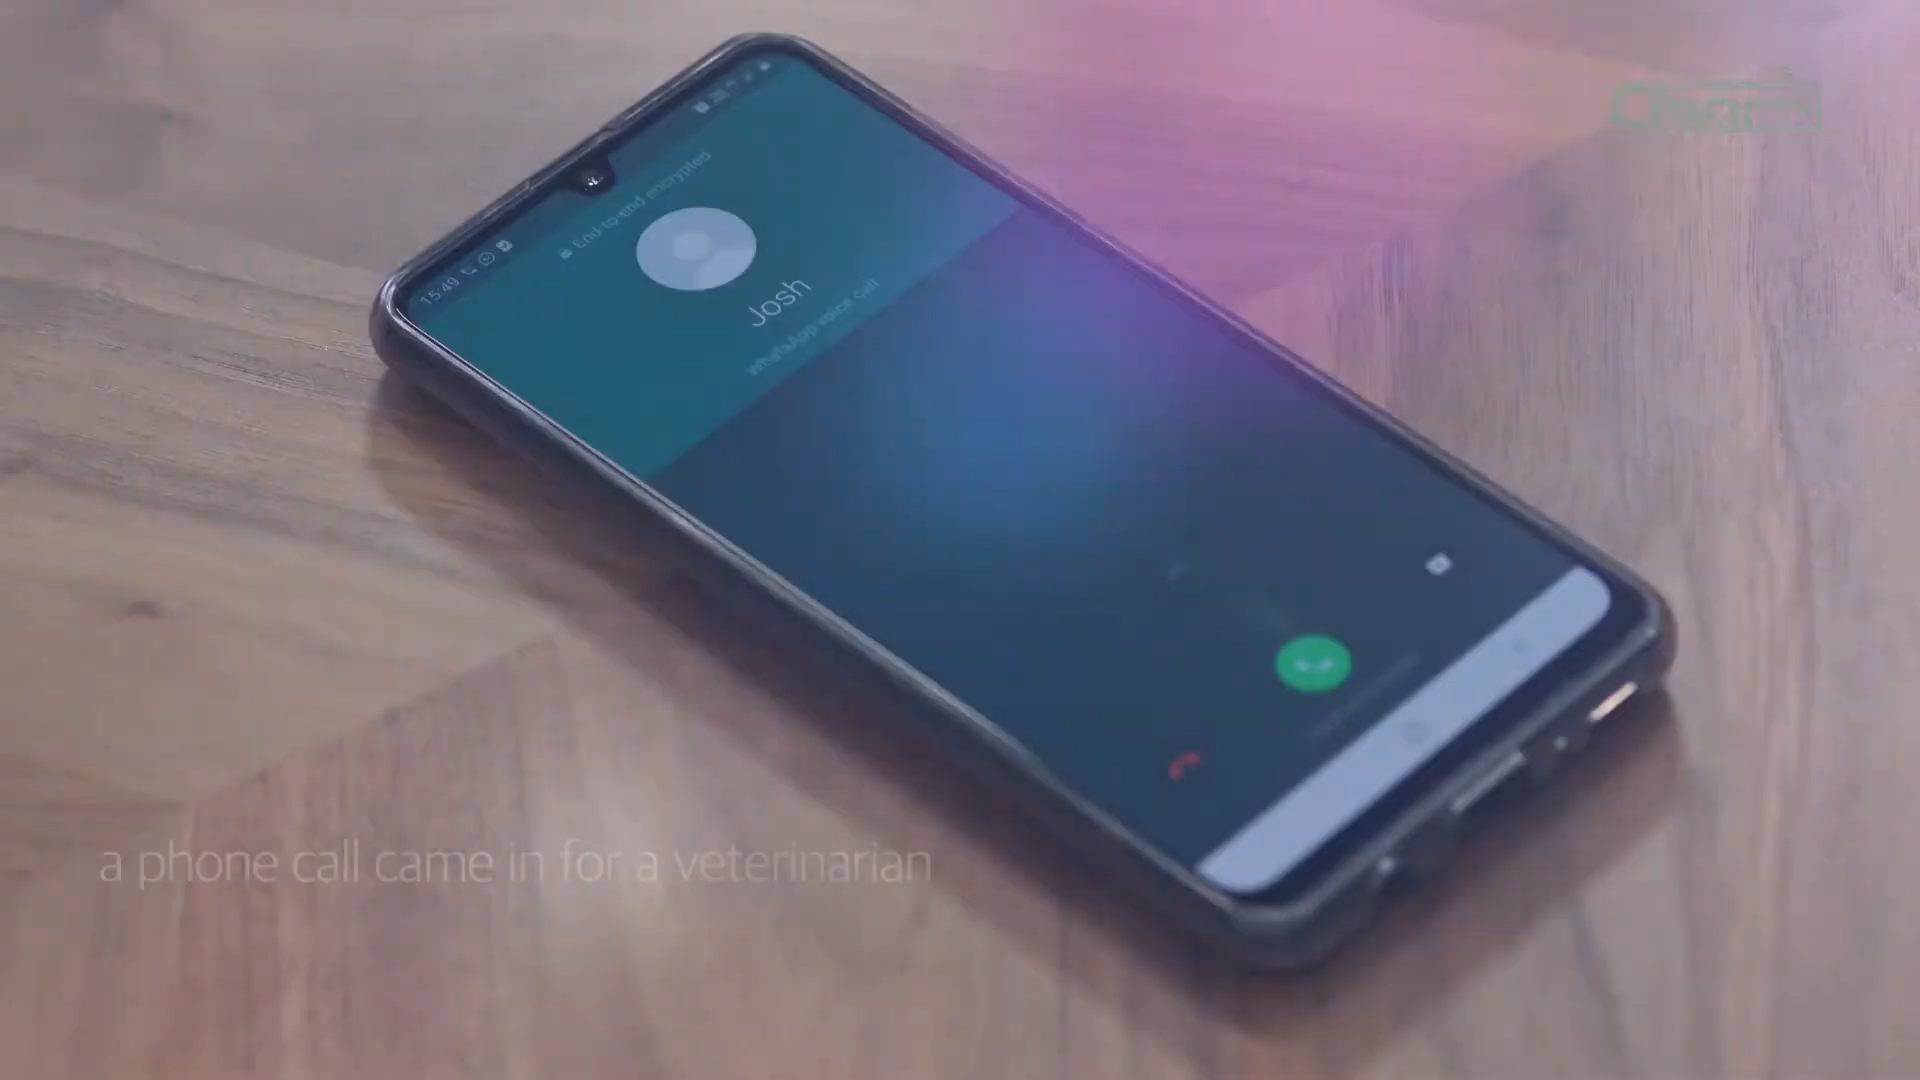 15:49
End-to-end encrypted
Josh
WhatsApp voice call
a phone call came in for a veterinarian